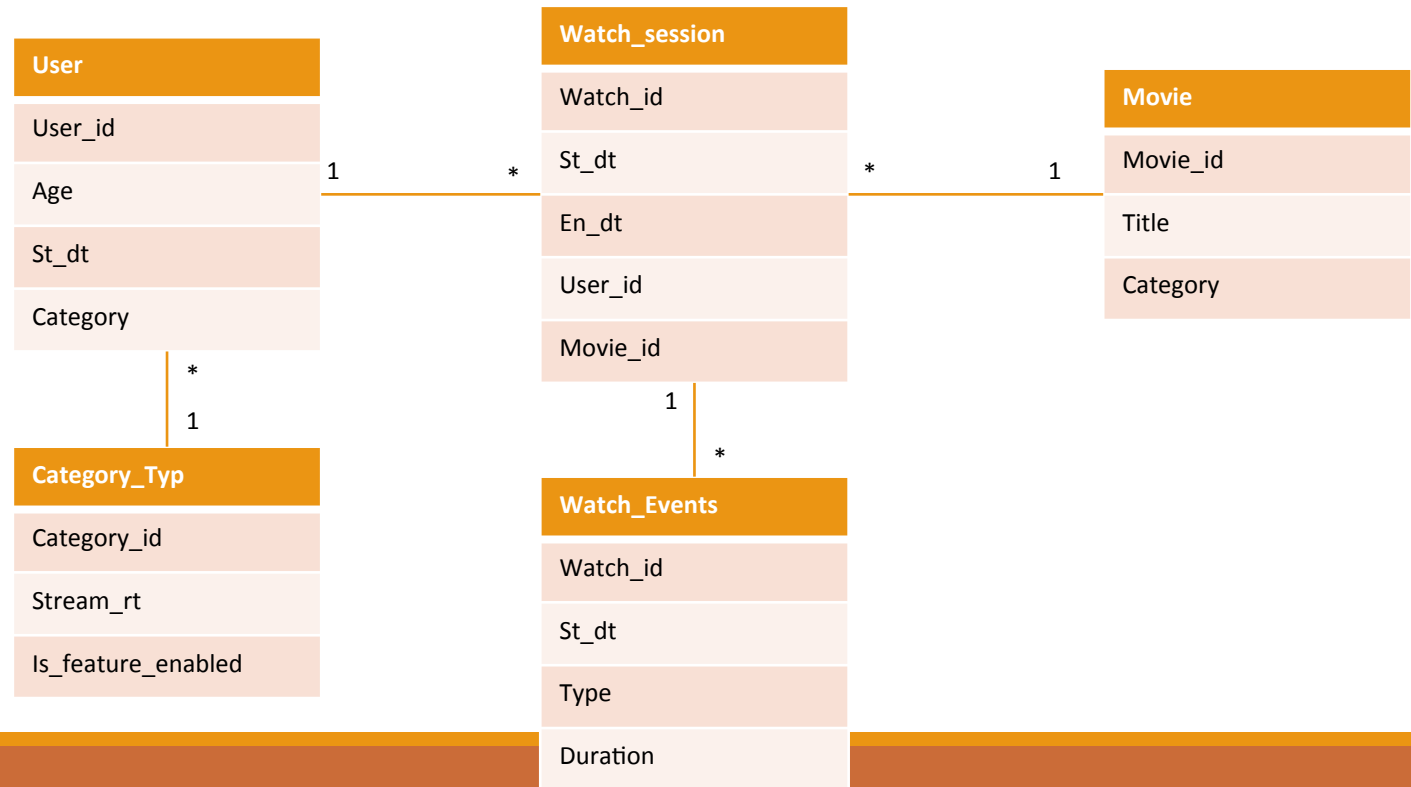 User
User_id
Age
St_dt
Category
1
*
Watch_session
Watch_id
St_dt
En_dt
User_id
Movie_id
*
1
Movie
Movie_id
Title
Category
*
1
Category_Typ
Category_id
Stream_rt
Is_feature_enabled
1
*
Watch_Events
Watch_id
St_dt
Type
Duration